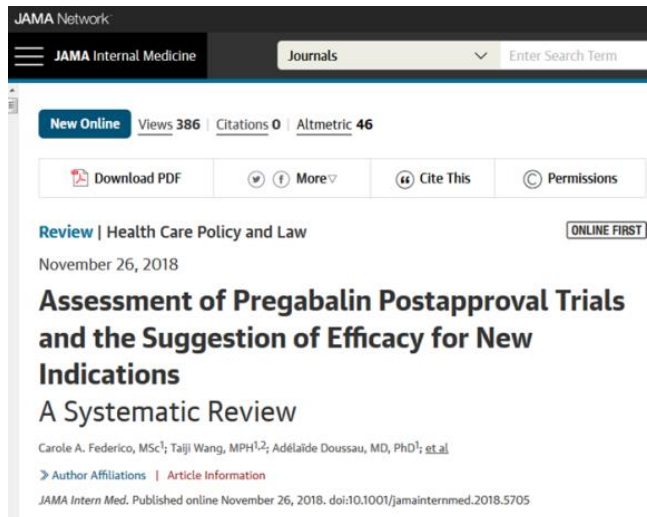 JAMA Network
JAMA Internal Medicine
Journals
Enter Search Term
New Online Views 386 | Citations 0 | Altmetric 46
Download PDF
More
Cite This
Permissions
Review | Health Care Policy and Law
ONLINE FIRST
November 26, 2018
Assessment of Pregabalin Postapproval Trials
and the Suggestion of Efficacy for New
Indications
A Systematic Review
Carole A. Federico, MSc1; Taiji Wang, MPH1,2; Adélaïde Doussau, MD, PhD1; et al
Author Affiliations | Article Information
JAMA Intern Med. Published online November 26, 2018. doi:10.1001/jamainternmed.2018.5705